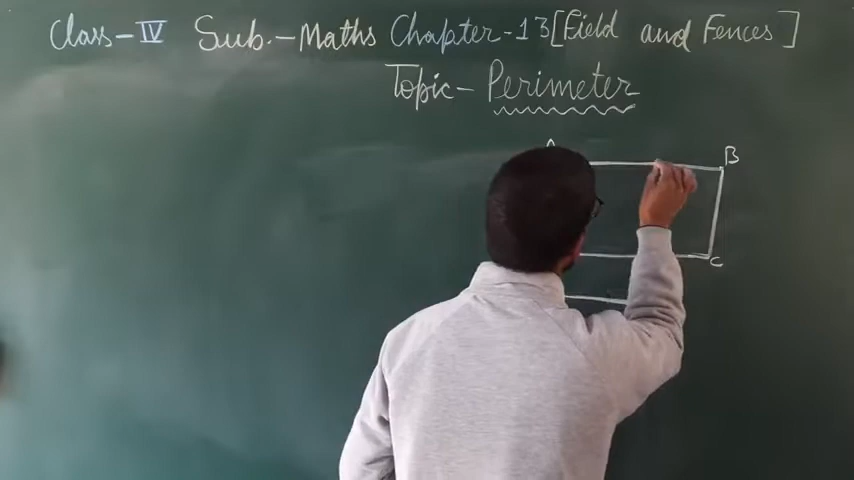 Class-IV Sub.-Maths Chapter-13[Field and Fences]
Topic- Perimeter
A B
C